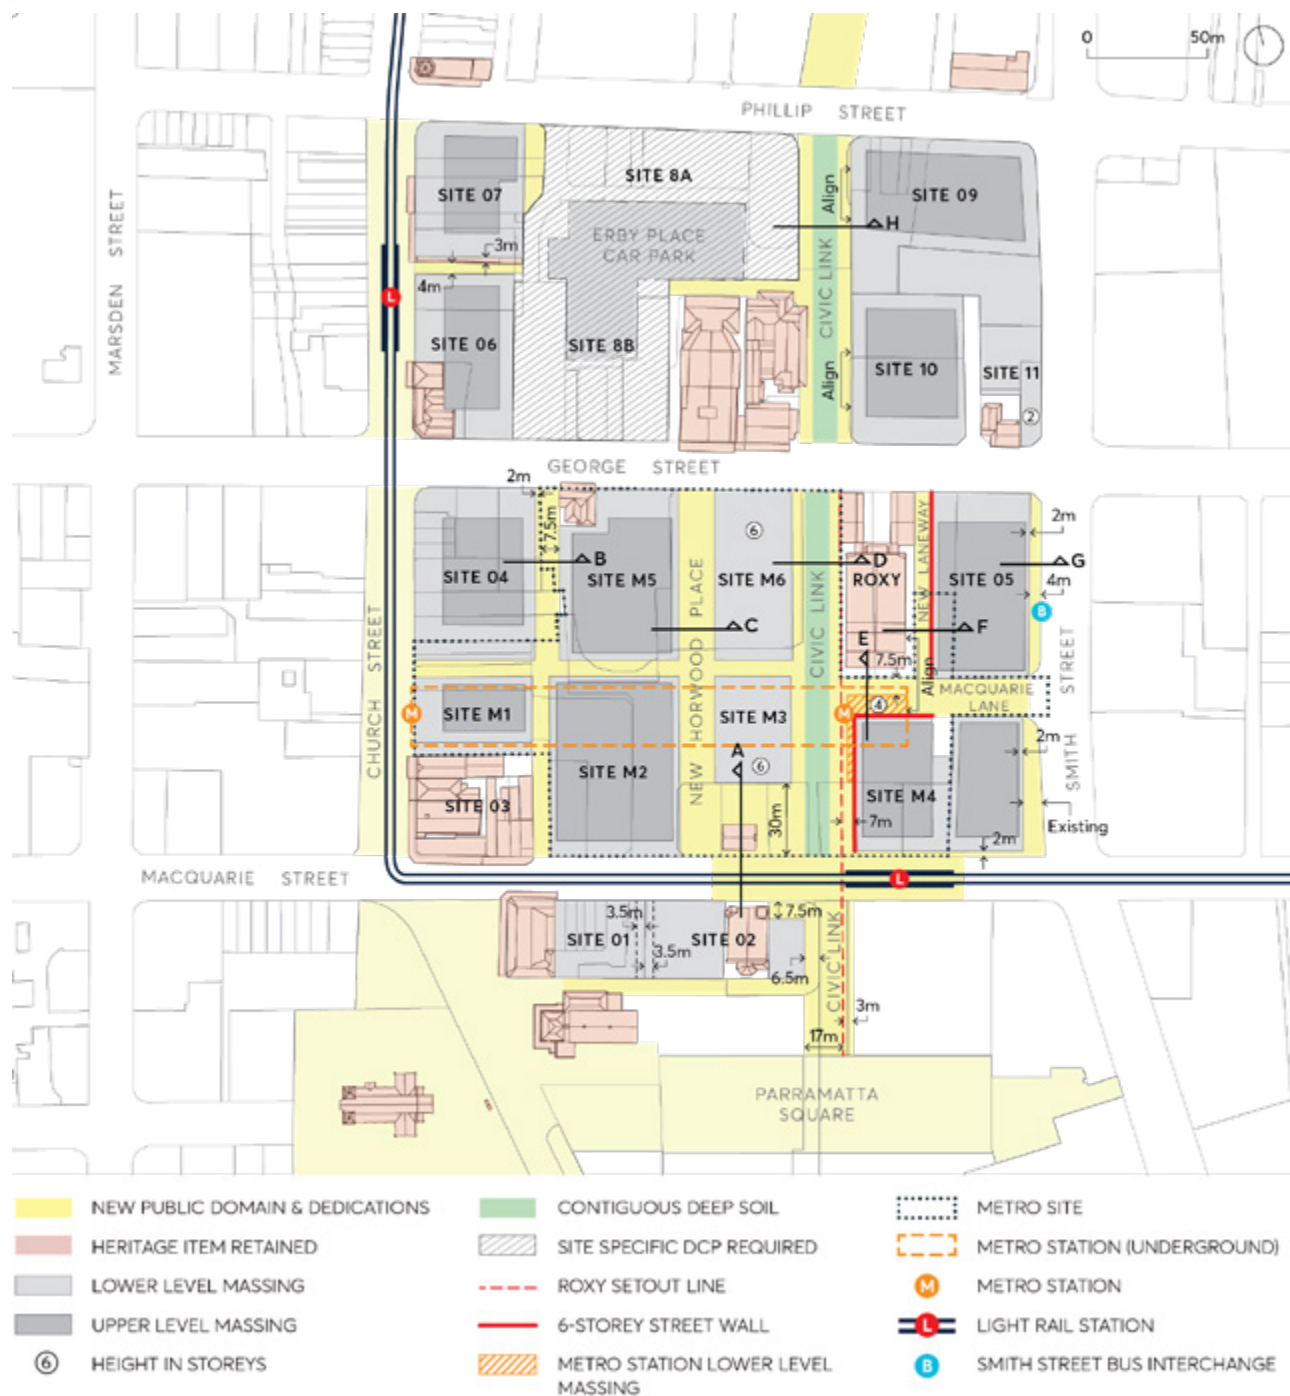 0 50m
PHILLIP STREET
SITE 8A
SITE 07
Align
SITE 09
H
ERBY PLACE
CAR PARK
3m
4m
MARSDEN STREET
CIVIC LINK
L
SITE 06
SITE 8B
Align
SITE 10
SITE 11
2
GEORGE STREET
2m
7.5m
6
2m
NEW LANEWAY
B
D
G
SITE 04
SITE M5
SITE M6
ROXY
SITE 05
4m
B
NEW HORWOOD PLACE
CIVIC LINK
C
E
F
CHURCH STREET
7.5m
Align
SMITH STREET
MACQUARIE
LANE
M
SITE M1
SITE M3
M
4
A
6
2m
SITE M2
SITE 03
SITE M4
30m
7m
Existing
2m
MACQUARIE STREET
L
3.5m
7.5m
SITE 01
SITE 02
3.5m
CIVIC LINK
6.5m
3m
17m
PARRAMATTA
SQUARE
NEW PUBLIC DOMAIN & DEDICATIONS
HERITAGE ITEM RETAINED
LOWER LEVEL MASSING
UPPER LEVEL MASSING
6 HEIGHT IN STOREYS
CONTIGUOUS DEEP SOIL
SITE SPECIFIC DCP REQUIRED
ROXY SETOUT LINE
6-STOREY STREET WALL
METRO STATION LOWER LEVEL
MASSING
METRO SITE
METRO STATION (UNDERGROUND)
M METRO STATION
L LIGHT RAIL STATION
B SMITH STREET BUS INTERCHANGE